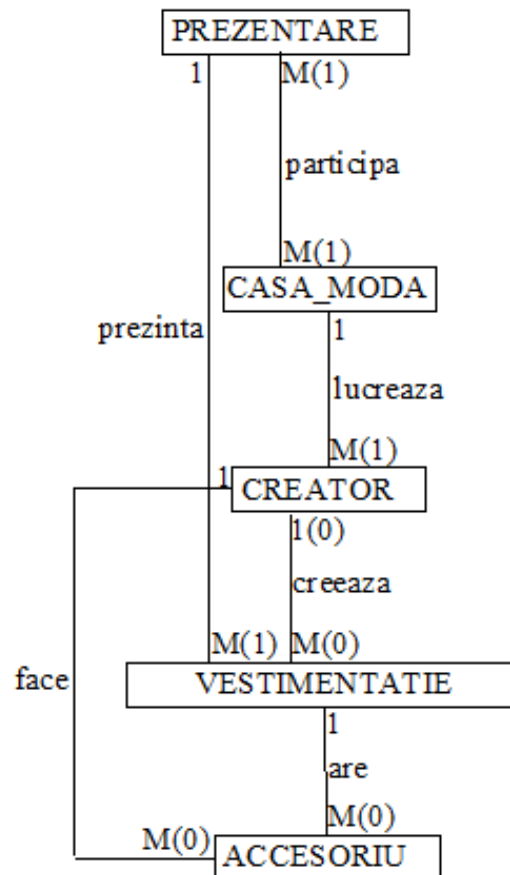 PREZENTARE
1 M(1)
participa
M(1)
CASA_MODA
prezinta
1
lucreaza
M(1)
1
CREATOR
1(0)
creeaza
M(1) M(0)
face
VESTIMENTATIE
1
are
M(0)
M(0)
ACCESORIU